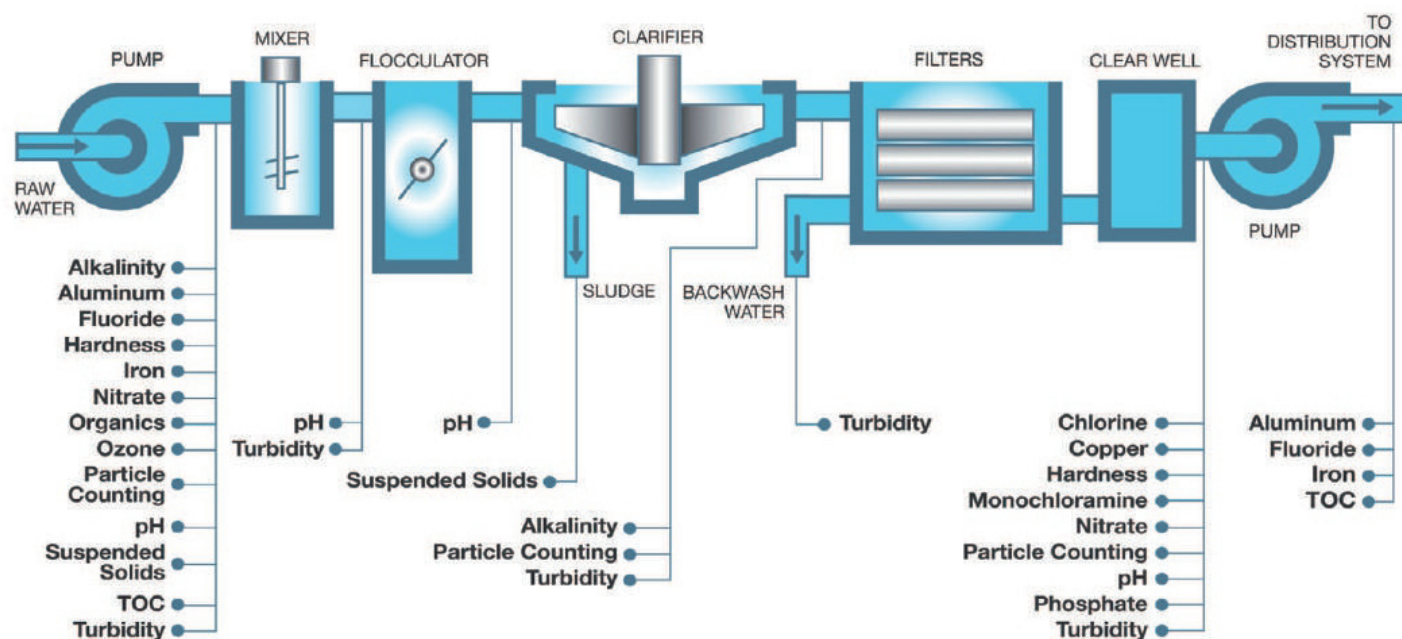 PUMP
MIXER
FLOCCULATOR
CLARIFIER
FILTERS
CLEAR WELL
TO
DISTRIBUTION
SYSTEM
RAW
WATER
PUMP
SLUDGE
BACKWASH
WATER
Alkalinity
Aluminum
Fluoride
Hardness
Iron
Nitrate
Organics
Ozone
Particle
Counting
pH
Suspended
Solids
TOC
Turbidity
pH
Turbidity
pH
Suspended Solids
Alkalinity
Particle Counting
Turbidity
Turbidity
Chlorine
Copper
Hardness
Monochloramine
Nitrate
Particle Counting
pH
Phosphate
Turbidity
Aluminum
Fluoride
Iron
TOC